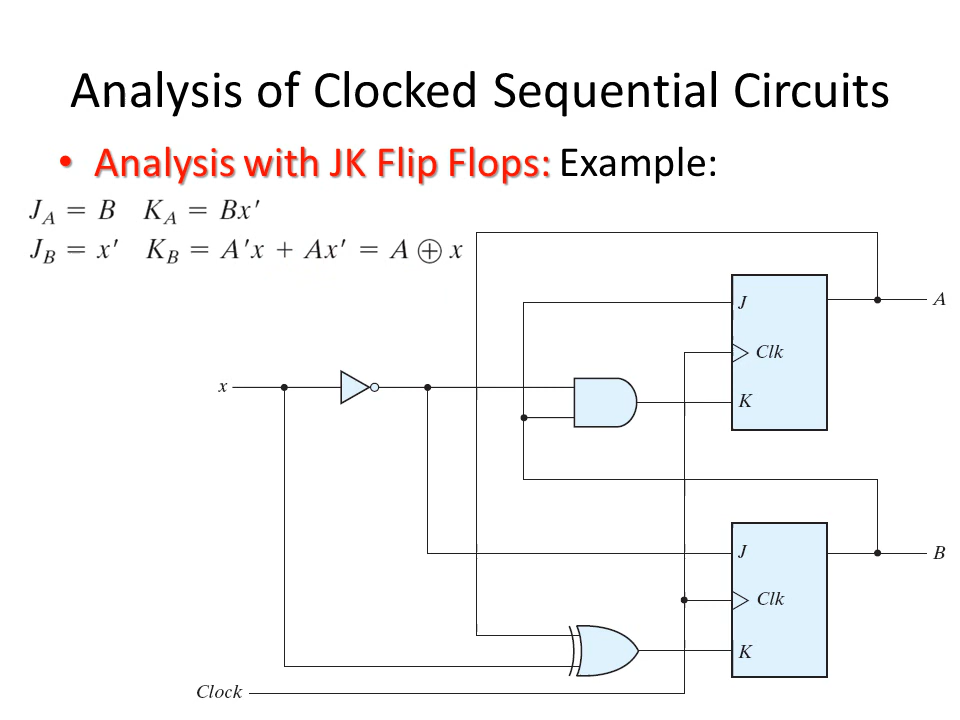 Analysis of Clocked Sequential Circuits
• Analysis with JK Flip Flops: Example:
J_A = B K_A = Bx′
J_B = x′ K_B = A′x + Ax′ = A ⊕ x
J
A
Clk
x
K
J
B
Clk
K
Clock